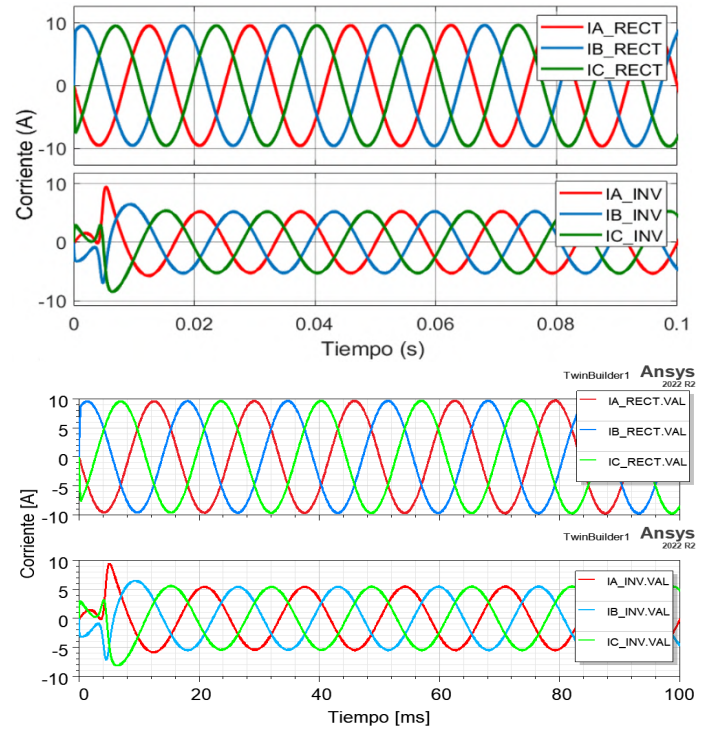 10
0
-10
IA_RECT
IB_RECT
IC_RECT
Corriente (A)
10
0
-10
IA_INV
IB_INV
IC_INV
0 0.02 0.04 0.06 0.08 0.1
Tiempo (s)
TwinBuilder1 Ansys
2022 R2
10
5
0
-5
-10
IA_RECT.VAL
IB_RECT.VAL
IC_RECT.VAL
Corriente [A]
TwinBuilder1 Ansys
2022 R2
10
5
0
-5
-10
IA_INV.VAL
IB_INV.VAL
IC_INV.VAL
0 20 40 60 80 100
Tiempo [ms]